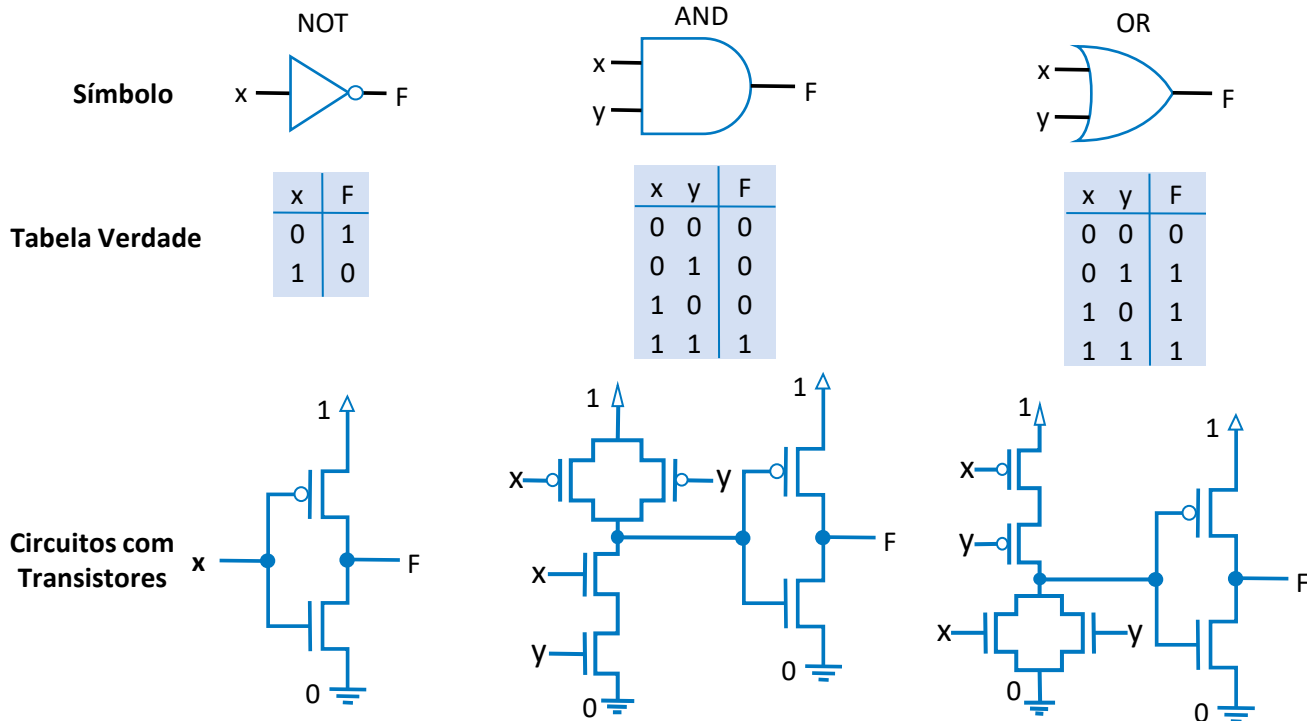 NOT AND OR
Símbolo
x F
x y F
x y F
Tabela Verdade
x F
0 1
1 0
x y F
0 0 0
0 1 0
1 0 0
1 1 1
x y F
0 0 0
0 1 1
1 0 1
1 1 1
Circuitos com
Transistores
1
x F
0
1 1
x y
F
x
y
0 0
1 1
x
y
F
x y
0 0